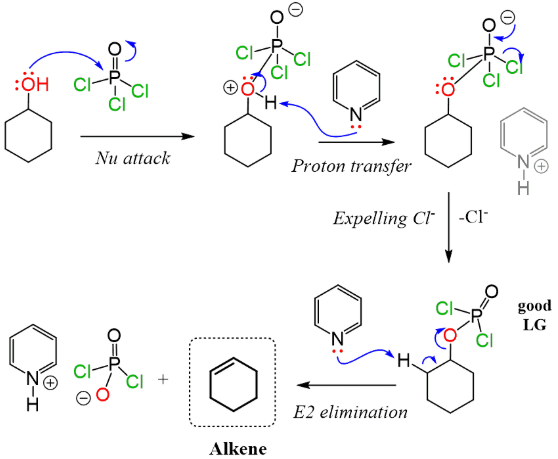 O ⊖
O
Cl P Cl Cl
OH
Cl P Cl Cl
⊕ O H
N
Nu attack
Proton transfer
O ⊖
Cl P Cl Cl
O
N
H
⊕
Expelling Cl⁻
-Cl⁻
Cl P O
O Cl
good
LG
N
H
E2 elimination
N
H
⊕
O
Cl P Cl
⊖ O
+
Alkene